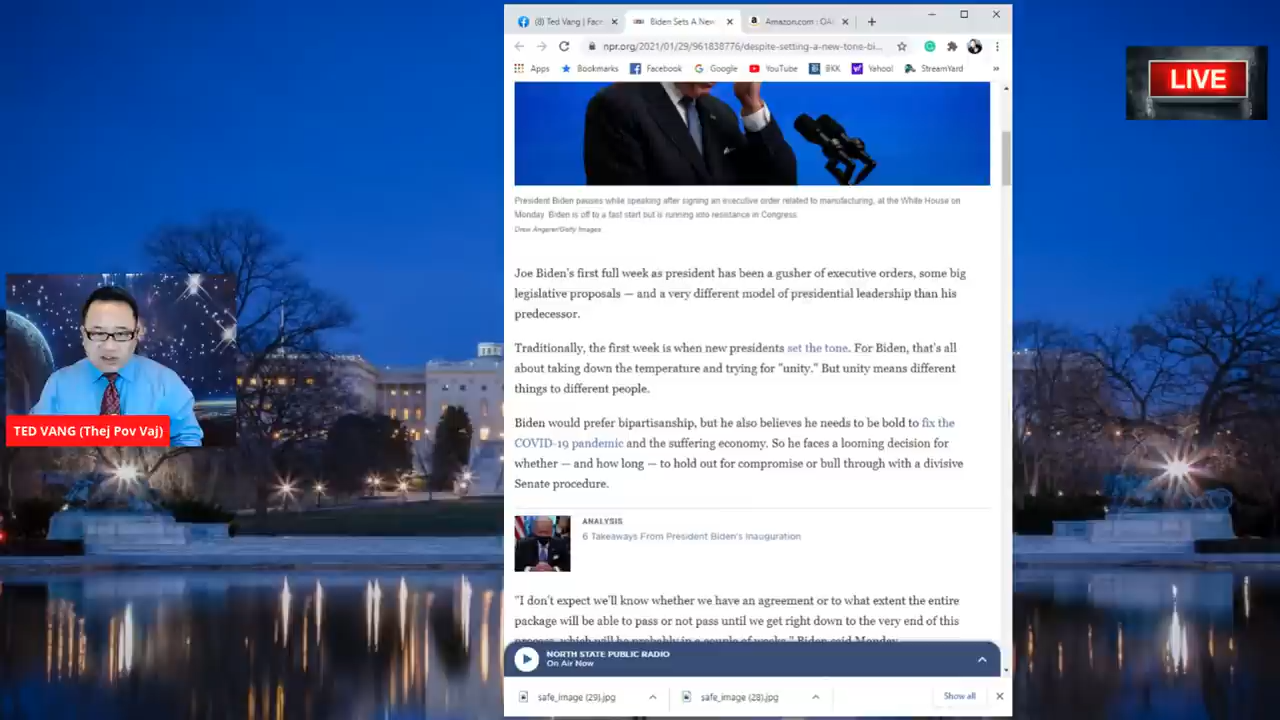 (8) Ted Vang | Face
Biden Sets A New
Amazon.com : OA
npr.org/2021/01/29/961838776/despite-setting-a-new-tone-bi...
Apps
Bookmarks
Facebook
Google
YouTube
BKK
Yahoo!
StreamYard
»
LIVE
President Biden pauses while speaking after signing an executive order related to manufacturing, at the White House on
Monday. Biden is off to a fast start but is running into resistance in Congress.
Drew Angerer/Getty Images
Joe Biden's first full week as president has been a gusher of executive orders, some big
legislative proposals — and a very different model of presidential leadership than his
predecessor.
Traditionally, the first week is when new presidents set the tone. For Biden, that's all
about taking down the temperature and trying for "unity." But unity means different
things to different people.
TED VANG (Thej Pov Vaj)
Biden would prefer bipartisanship, but he also believes he needs to be bold to fix the
COVID-19 pandemic and the suffering economy. So he faces a looming decision for
whether — and how long — to hold out for compromise or bull through with a divisive
Senate procedure.
ANALYSIS
6 Takeaways From President Biden's Inauguration
"I don't expect we'll know whether we have an agreement or to what extent the entire
package will be able to pass or not pass until we get right down to the very end of this
process, which will be probably in a couple of weeks," Biden said Monday.
NORTH STATE PUBLIC RADIO
On Air Now
safe_image (29).jpg
safe_image (28).jpg
Show all